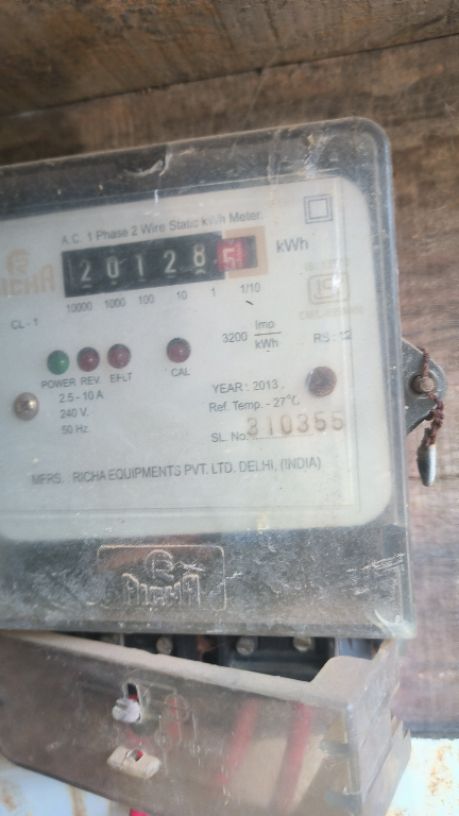 A.C. 1 Phase 2 Wire Static kWh Meter.
RICHA
20128 5 kWh
10000 1000 100 10 1 1/10
CL - 1
3200 Imp/kWh
POWER REV. E/LT CAL
2.5 - 10 A
240 V.
50 Hz.
YEAR : 2013 .
Ref. Temp. - 27°C
SL. No. 310355
MFRS. RICHA EQUIPMENTS PVT. LTD. DELHI, (INDIA)
RICHA